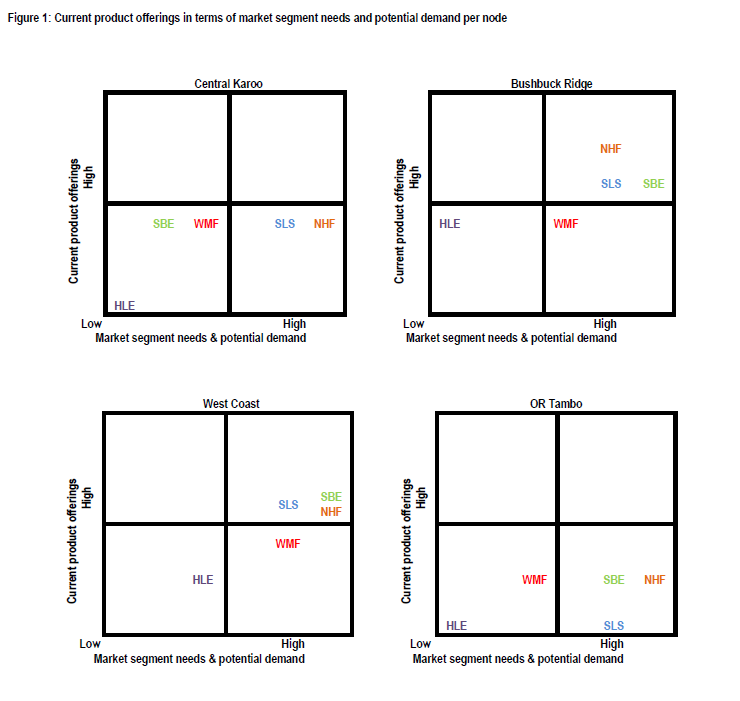 Figure 1: Current product offerings in terms of market segment needs and potential demand per node
Central Karoo
Current product offerings
High
SBE WMF SLS NHF
HLE
Low High
Market segment needs & potential demand
Bushbuck Ridge
Current product offerings
High
NHF
SLS SBE
HLE WMF
Low High
Market segment needs & potential demand
West Coast
Current product offerings
High
SBE
SLS
NHF
WMF
HLE
Low High
Market segment needs & potential demand
OR Tambo
Current product offerings
High
WMF SBE NHF
HLE SLS
Low High
Market segment needs & potential demand